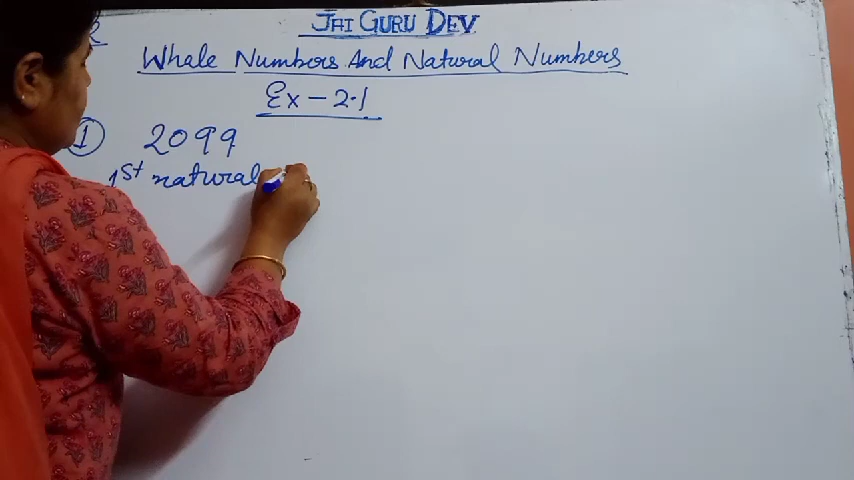 JAI GURU DEV
Whale Numbers And Natural Numbers
Ex - 2.1
1 2099
1st natural